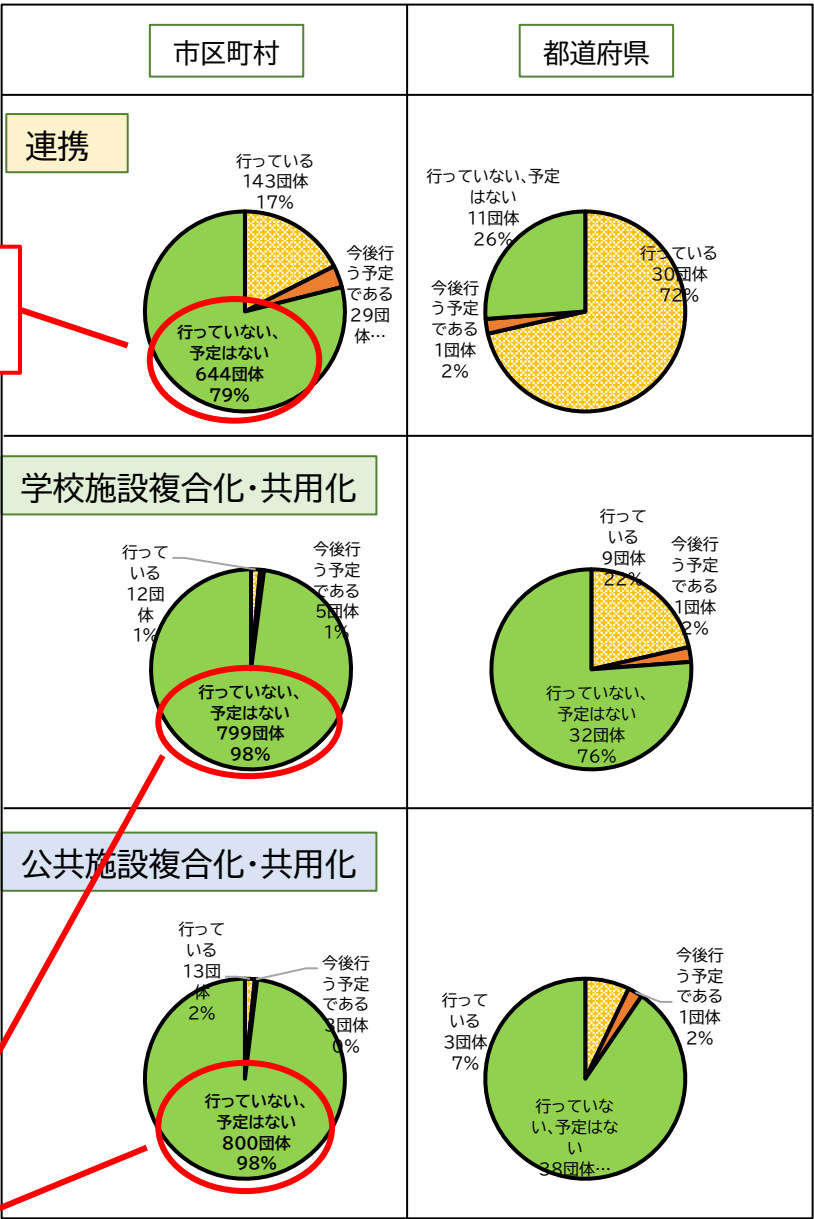 市区町村
都道府県
連携
行っている
143団体
17%
今後行
う予定
である
29団
体…
行っていない、
予定はない
644団体
79%
行っていない、予定
はない
11団体
26%
今後行
う予定
である
1団体
2%
行っている
30団体
72%
学校施設複合化・共用化
行って
いる
12団
体
1%
今後行
う予定
である
5団体
1%
行っていない、
予定はない
799団体
98%
行って
いる
9団体
22%
今後行
う予定
である
1団体
2%
行っていない、
予定はない
32団体
76%
公共施設複合化・共用化
行って
いる
13団
体
2%
今後行
う予定
である
3団体
0%
行っていない、
予定はない
800団体
98%
行って
いる
3団体
7%
今後行
う予定
である
1団体
2%
行っていな
い、予定はな
い
38団体…